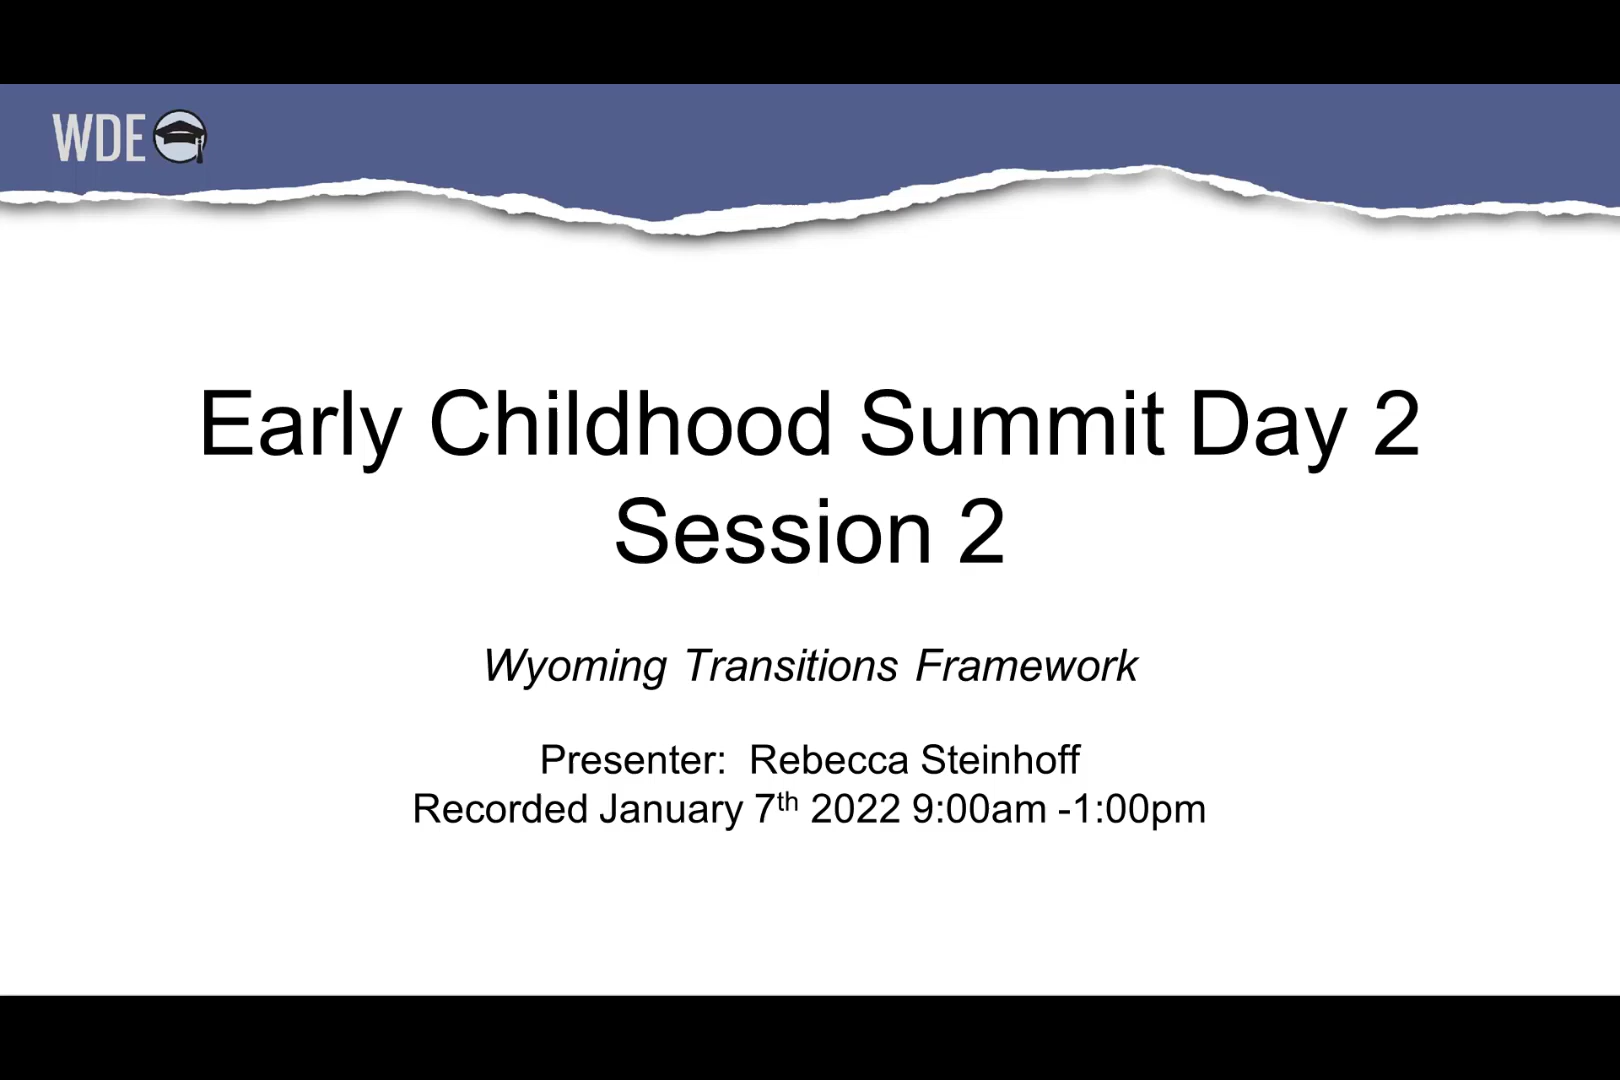 WDE
Early Childhood Summit Day 2
Session 2
Wyoming Transitions Framework
Presenter: Rebecca Steinhoff
Recorded January 7th 2022 9:00am -1:00pm